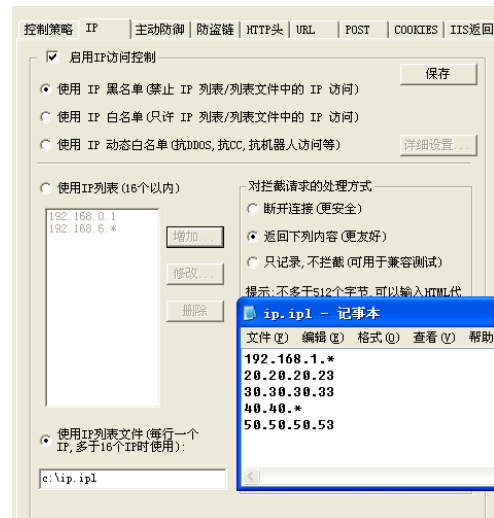 控制策略 IP 主动防御 防盗链 HTTP头 URL POST COOKIES IIS返回
启用IP访问控制
保存
使用 IP 黑名单(禁止 IP 列表/列表文件中的 IP 访问)
使用 IP 白名单(只许 IP 列表/列表文件中的 IP 访问)
使用 IP 动态白名单(抗DDOS,抗CC,抗机器人访问等)
详细设置...
使用IP列表(16个以内)
192.168.0.1
192.168.6.*
增加...
修改...
删除
使用IP列表文件(每行一个
IP,多于16个IP时使用):
c:\ip.ipl
对拦截请求的处理方式
断开连接(更安全)
返回下列内容(更友好)
只记录,不拦截(可用于兼容测试)
提示:不多于512个字节,可以输入HTML代
ip.ipl - 记事本
文件(F) 编辑(E) 格式(O) 查看(V) 帮助
192.168.1.*
20.20.20.23
30.30.30.33
40.40.*
50.50.50.53